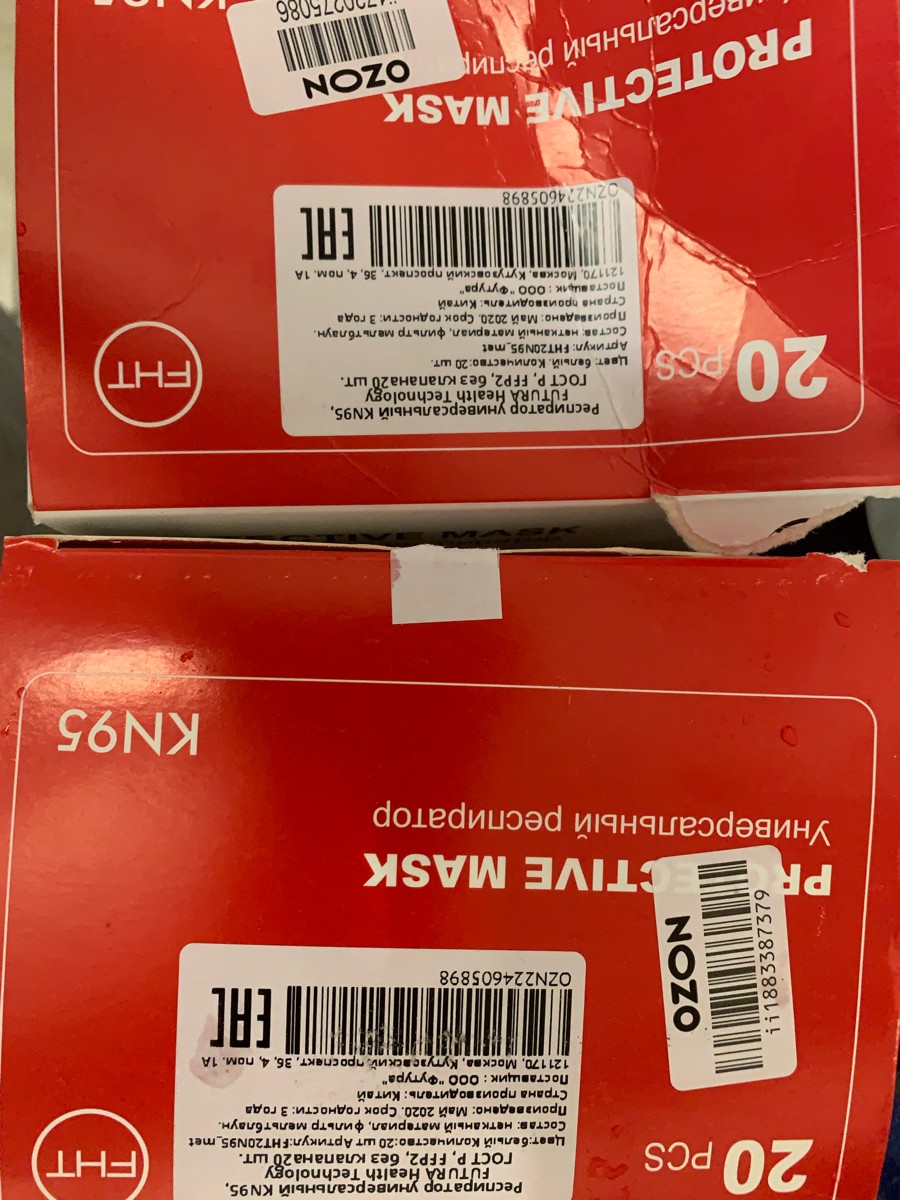 20 PCS
FHT
Респиратор универсальный KN95,
FUTURA Health Technology
ГОСТ Р, FFP2, без клапана20 шт.
Цвет:белый Количество:20 шт Артикул:FHT20N95_met
Состав: нетканый материал, фильтр мельтблаун.
Произведено: Май 2020. Срок годности: 3 года
Страна производитель: Китай
Поставщик : ООО "Футура"
121170, Москва, Кутузовский проспект, 36, 4, пом. 1А
OZN224605898
EAC
OZON
ii1883387379
PROTECTIVE MASK
Универсальный респиратор
KN95
PROTECTIVE MASK
20 PCS
FHT
Респиратор универсальный KN95,
FUTURA Health Technology
ГОСТ Р, FFP2, без клапана20 шт.
Цвет: белый. Количество:20 шт.
Артикул: FHT20N95_met
Состав: нетканый материал, фильтр мельтблаун.
Произведено: Май 2020. Срок годности: 3 года
Страна производитель: Китай
Поставщик : ООО "Футура"
121170, Москва, Кутузовский проспект, 36, 4, пом. 1А
OZN224605898
EAC
PROTECTIVE MASK
Универсальный респиратор
OZON
KN95